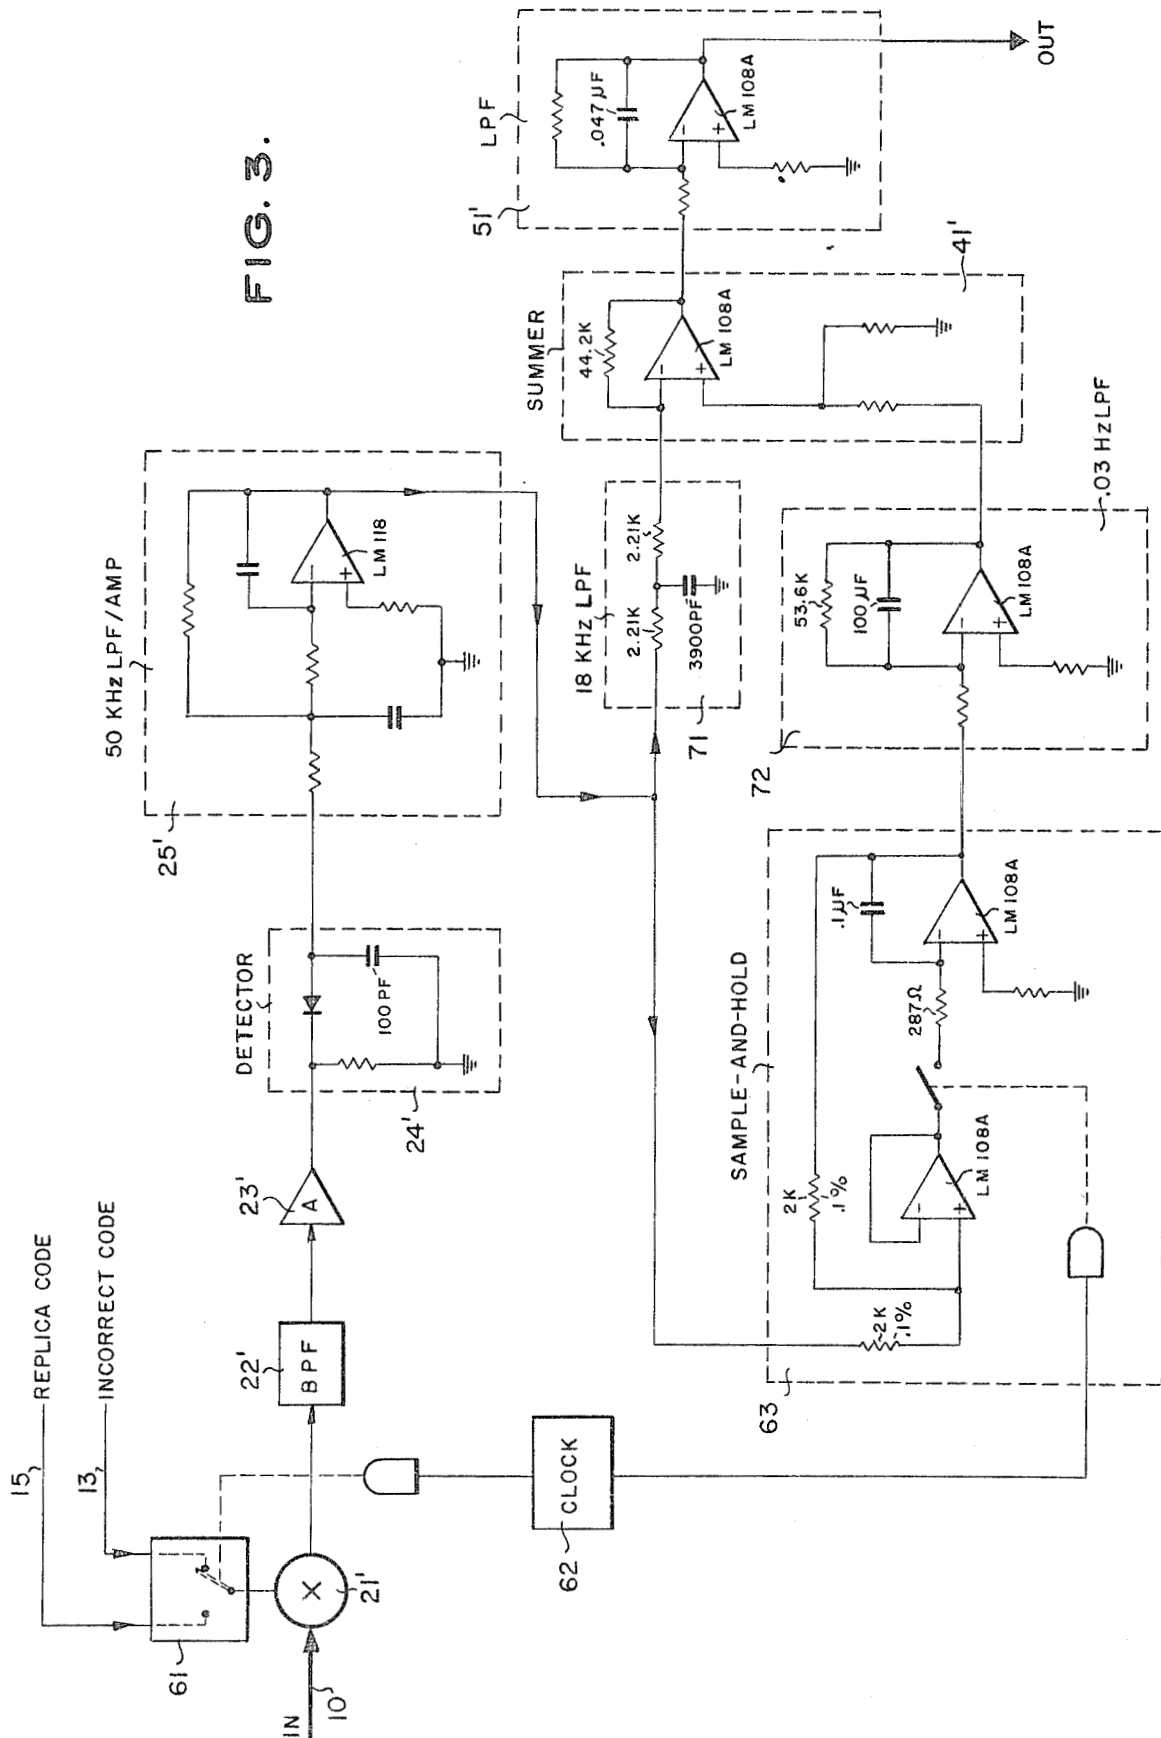 FIG. 3.
15
REPLICA CODE
13
INCORRECT CODE
61
IN
10
21'
X
22'
BPF
23'
A
62
CLOCK
DETECTOR
24'
100 PF
50 KHz LPF/AMP
25'
LM 118
18 KHz LPF
2.21K
2.21K
3900PF
71
SUMMER
44.2K
LM 108A
41'
LPF
51'
.047 µF
LM 108A
OUT
SAMPLE-AND-HOLD
63
2K
.1%
2K
.1%
LM 108A
287Ω
.1µF
LM 108A
72
53.6K
100 µF
LM 108A
.03 Hz LPF